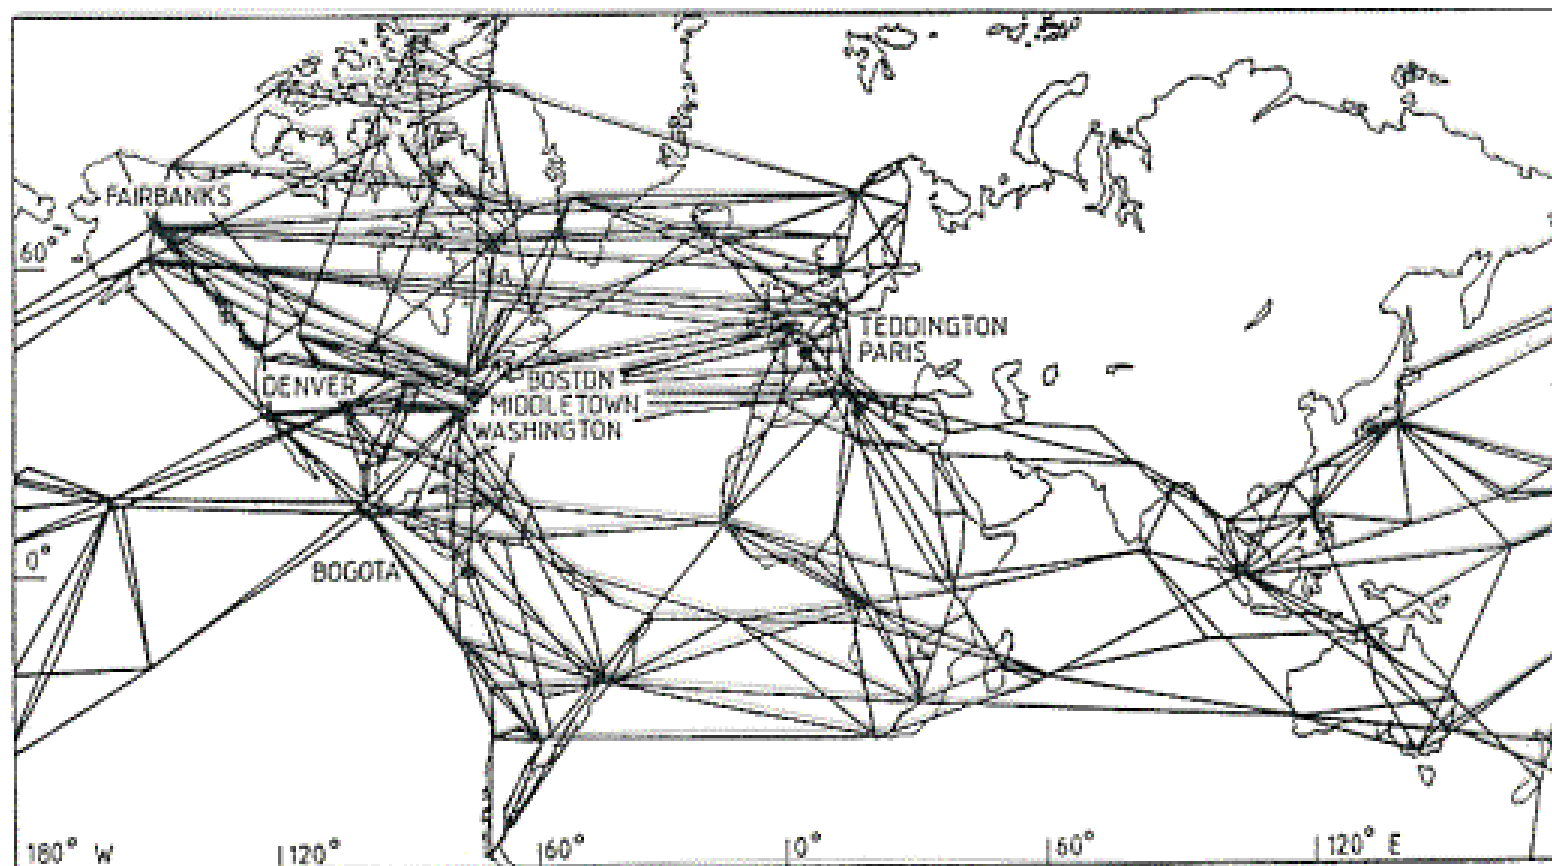 FAIRBANKS
60°
TEDDINGTON
PARIS
DENVER
BOSTON
MIDDLETOWN
WASHINGTON
0°
BOGOTA
180° W
120°
60°
0°
60°
120° E